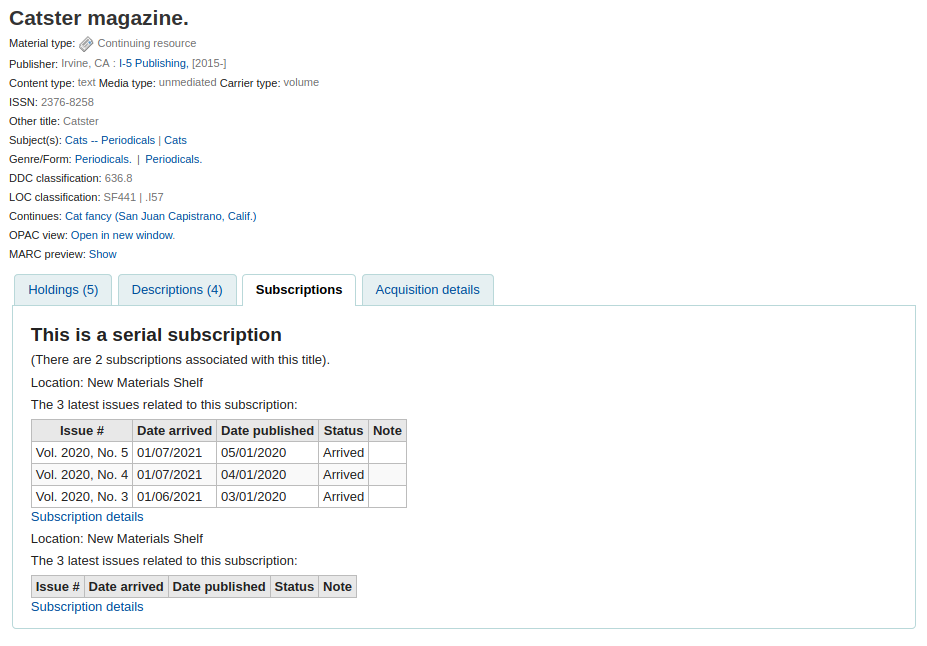 Catster magazine.
Material type: Continuing resource
Publisher: Irvine, CA : I-5 Publishing, [2015-]
Content type: text Media type: unmediated Carrier type: volume
ISSN: 2376-8258
Other title: Catster
Subject(s): Cats -- Periodicals | Cats
Genre/Form: Periodicals. | Periodicals.
DDC classification: 636.8
LOC classification: SF441 | .I57
Continues: Cat fancy (San Juan Capistrano, Calif.)
OPAC view: Open in new window.
MARC preview: Show
Holdings (5) Descriptions (4) Subscriptions Acquisition details
This is a serial subscription
(There are 2 subscriptions associated with this title).
Location: New Materials Shelf
The 3 latest issues related to this subscription:
Issue # Date arrived Date published Status Note
Vol. 2020, No. 5 01/07/2021 05/01/2020 Arrived
Vol. 2020, No. 4 01/07/2021 04/01/2020 Arrived
Vol. 2020, No. 3 01/06/2021 03/01/2020 Arrived
Subscription details
Location: New Materials Shelf
The 3 latest issues related to this subscription:
Issue # Date arrived Date published Status Note
Subscription details